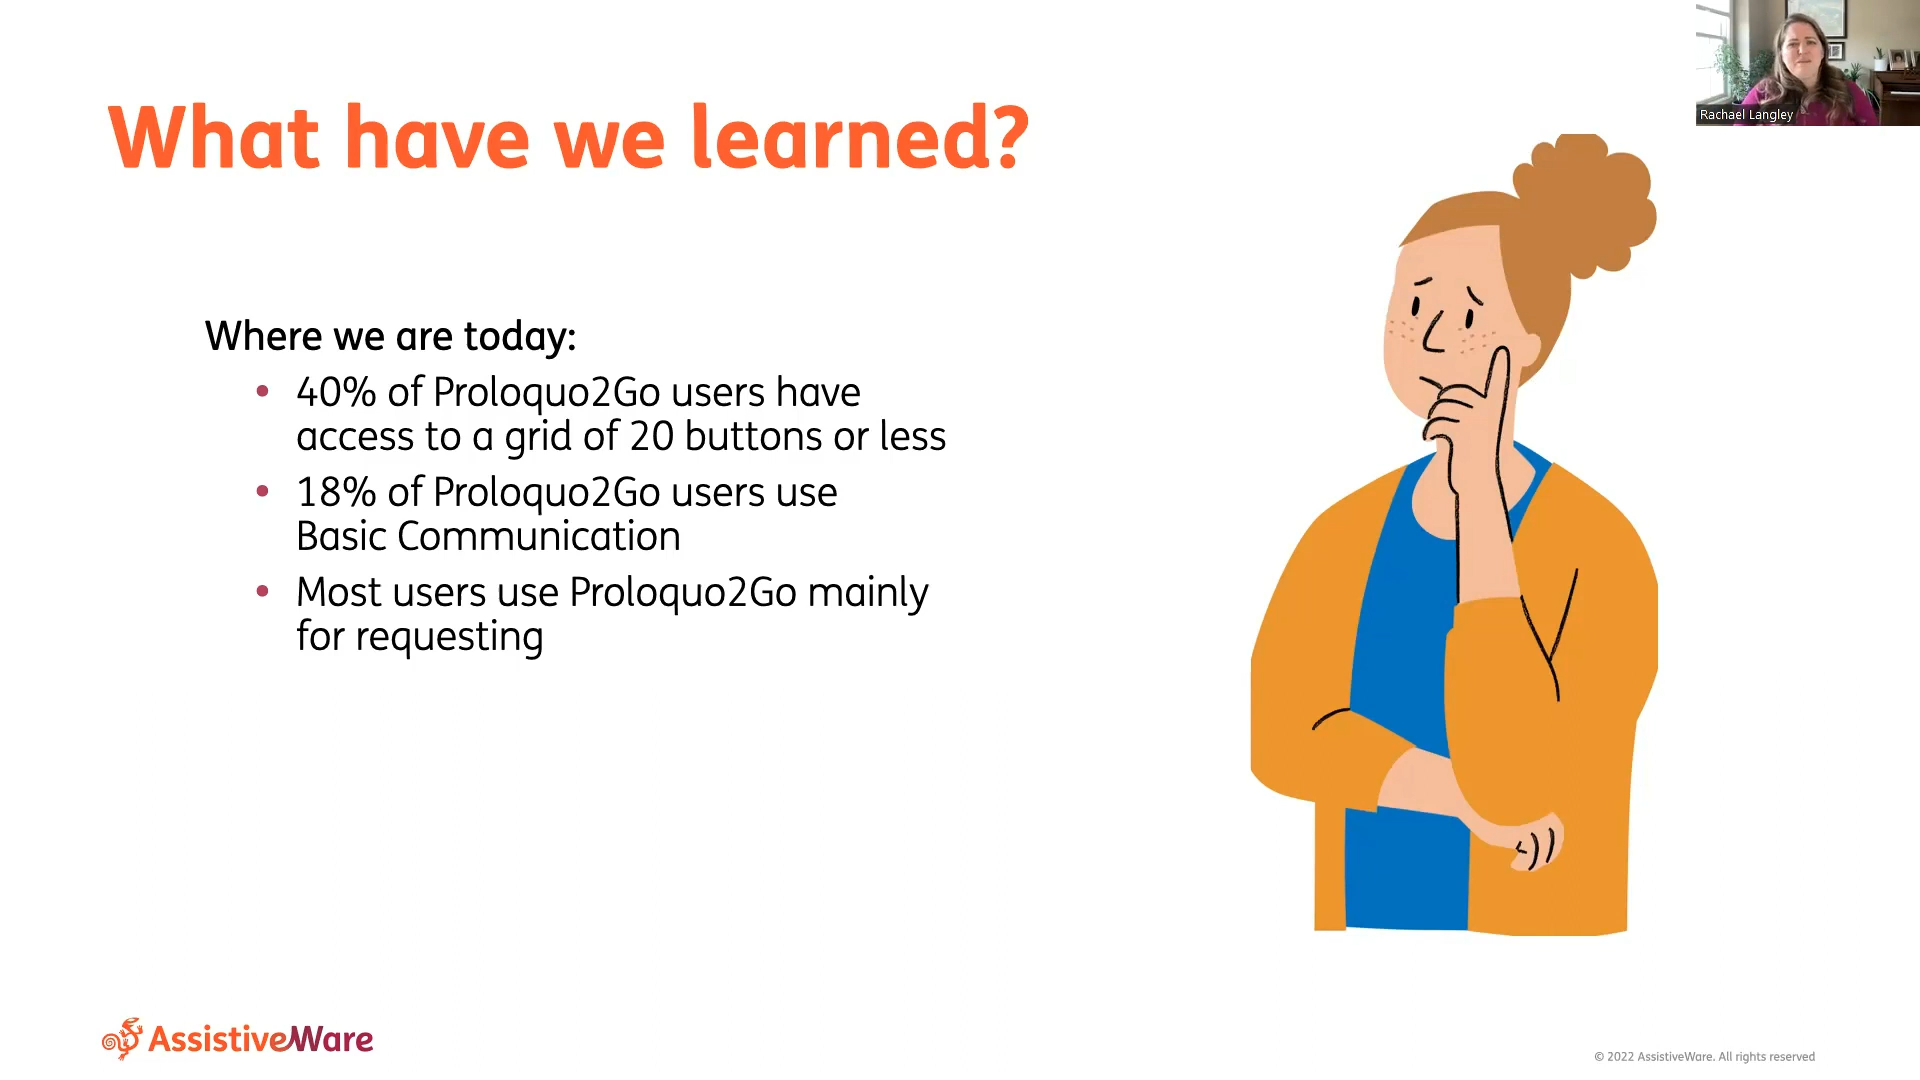 Rachael Langley
What have we learned?
Where we are today:
• 40% of Proloquo2Go users have
access to a grid of 20 buttons or less
• 18% of Proloquo2Go users use
Basic Communication
• Most users use Proloquo2Go mainly
for requesting
AssistiveWare
© 2022 AssistiveWare. All rights reserved